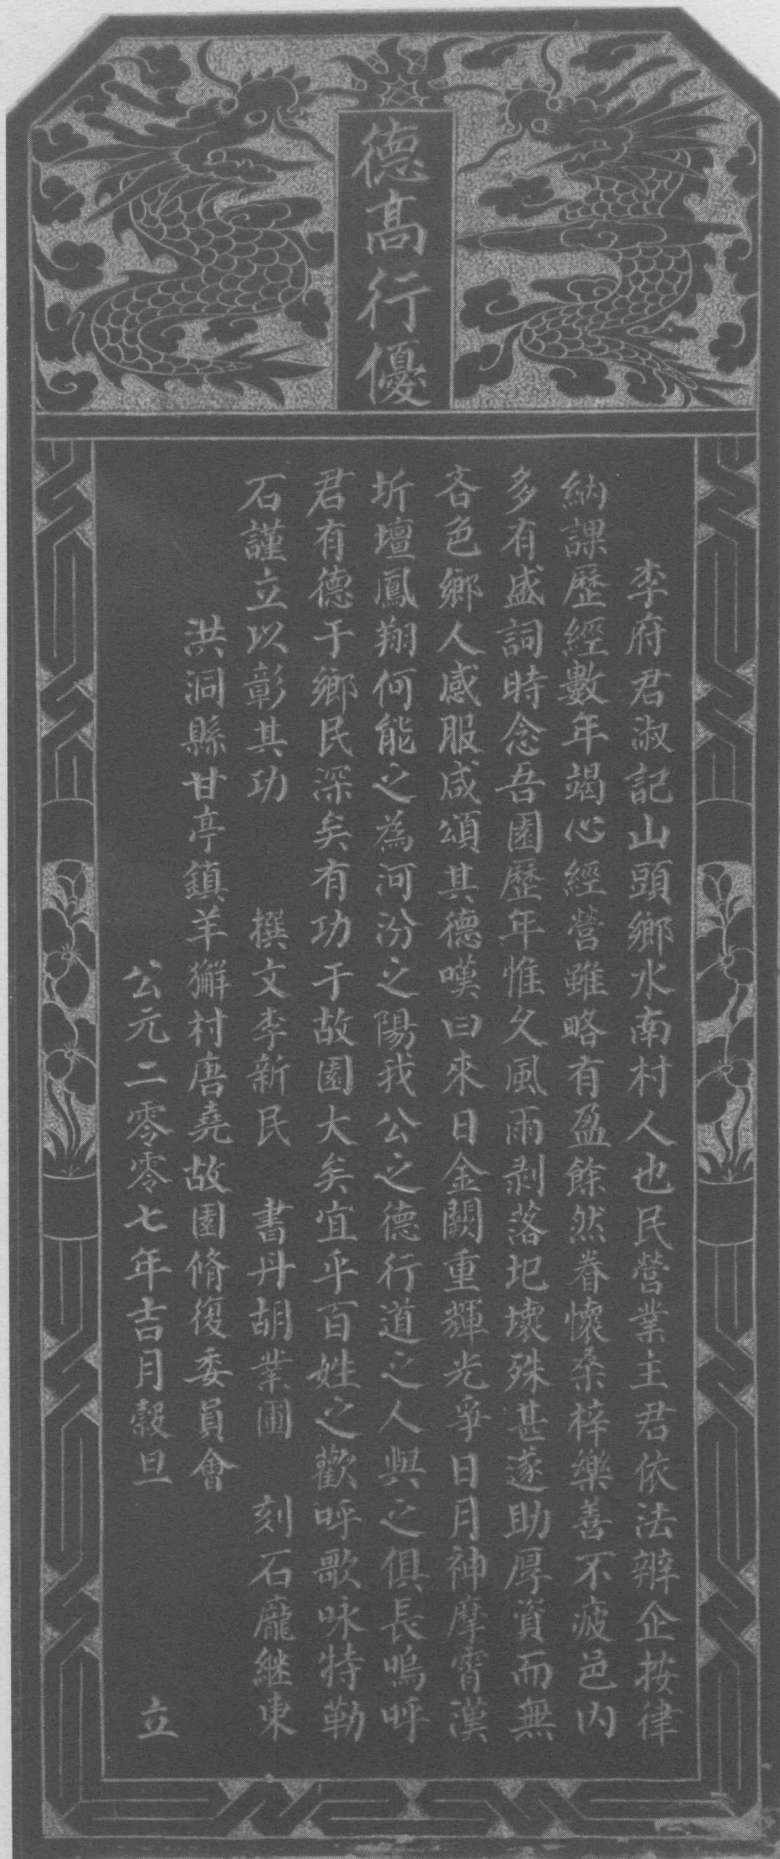 德高行優
李府君淑記山頭鄉水南村人也民營業主君依法辦企按律
納課歷經數年竭心經營雖略有盈餘然眷懷桑梓樂善不疲邑内
多有盛詞時念吾園歷年惟久風雨剥落圯壞殊甚遂助厚資而無
吝色鄉人感服咸頌其德嘆曰來日金闕重輝光爭日月神摩霄漢
圻壇鳳翔何能之為河汾之陽我公之德行道之人與之俱長嗚呼
君有德于鄉民深矣有功于故園大矣宜乎百姓之歡呼歌咏特勒
石謹立以彰其功 撰文李新民 書丹胡業圃 刻石龐継東
洪洞縣甘亭鎮羊獬村唐堯故園脩復委員會
公元二零零七年吉月穀旦 立